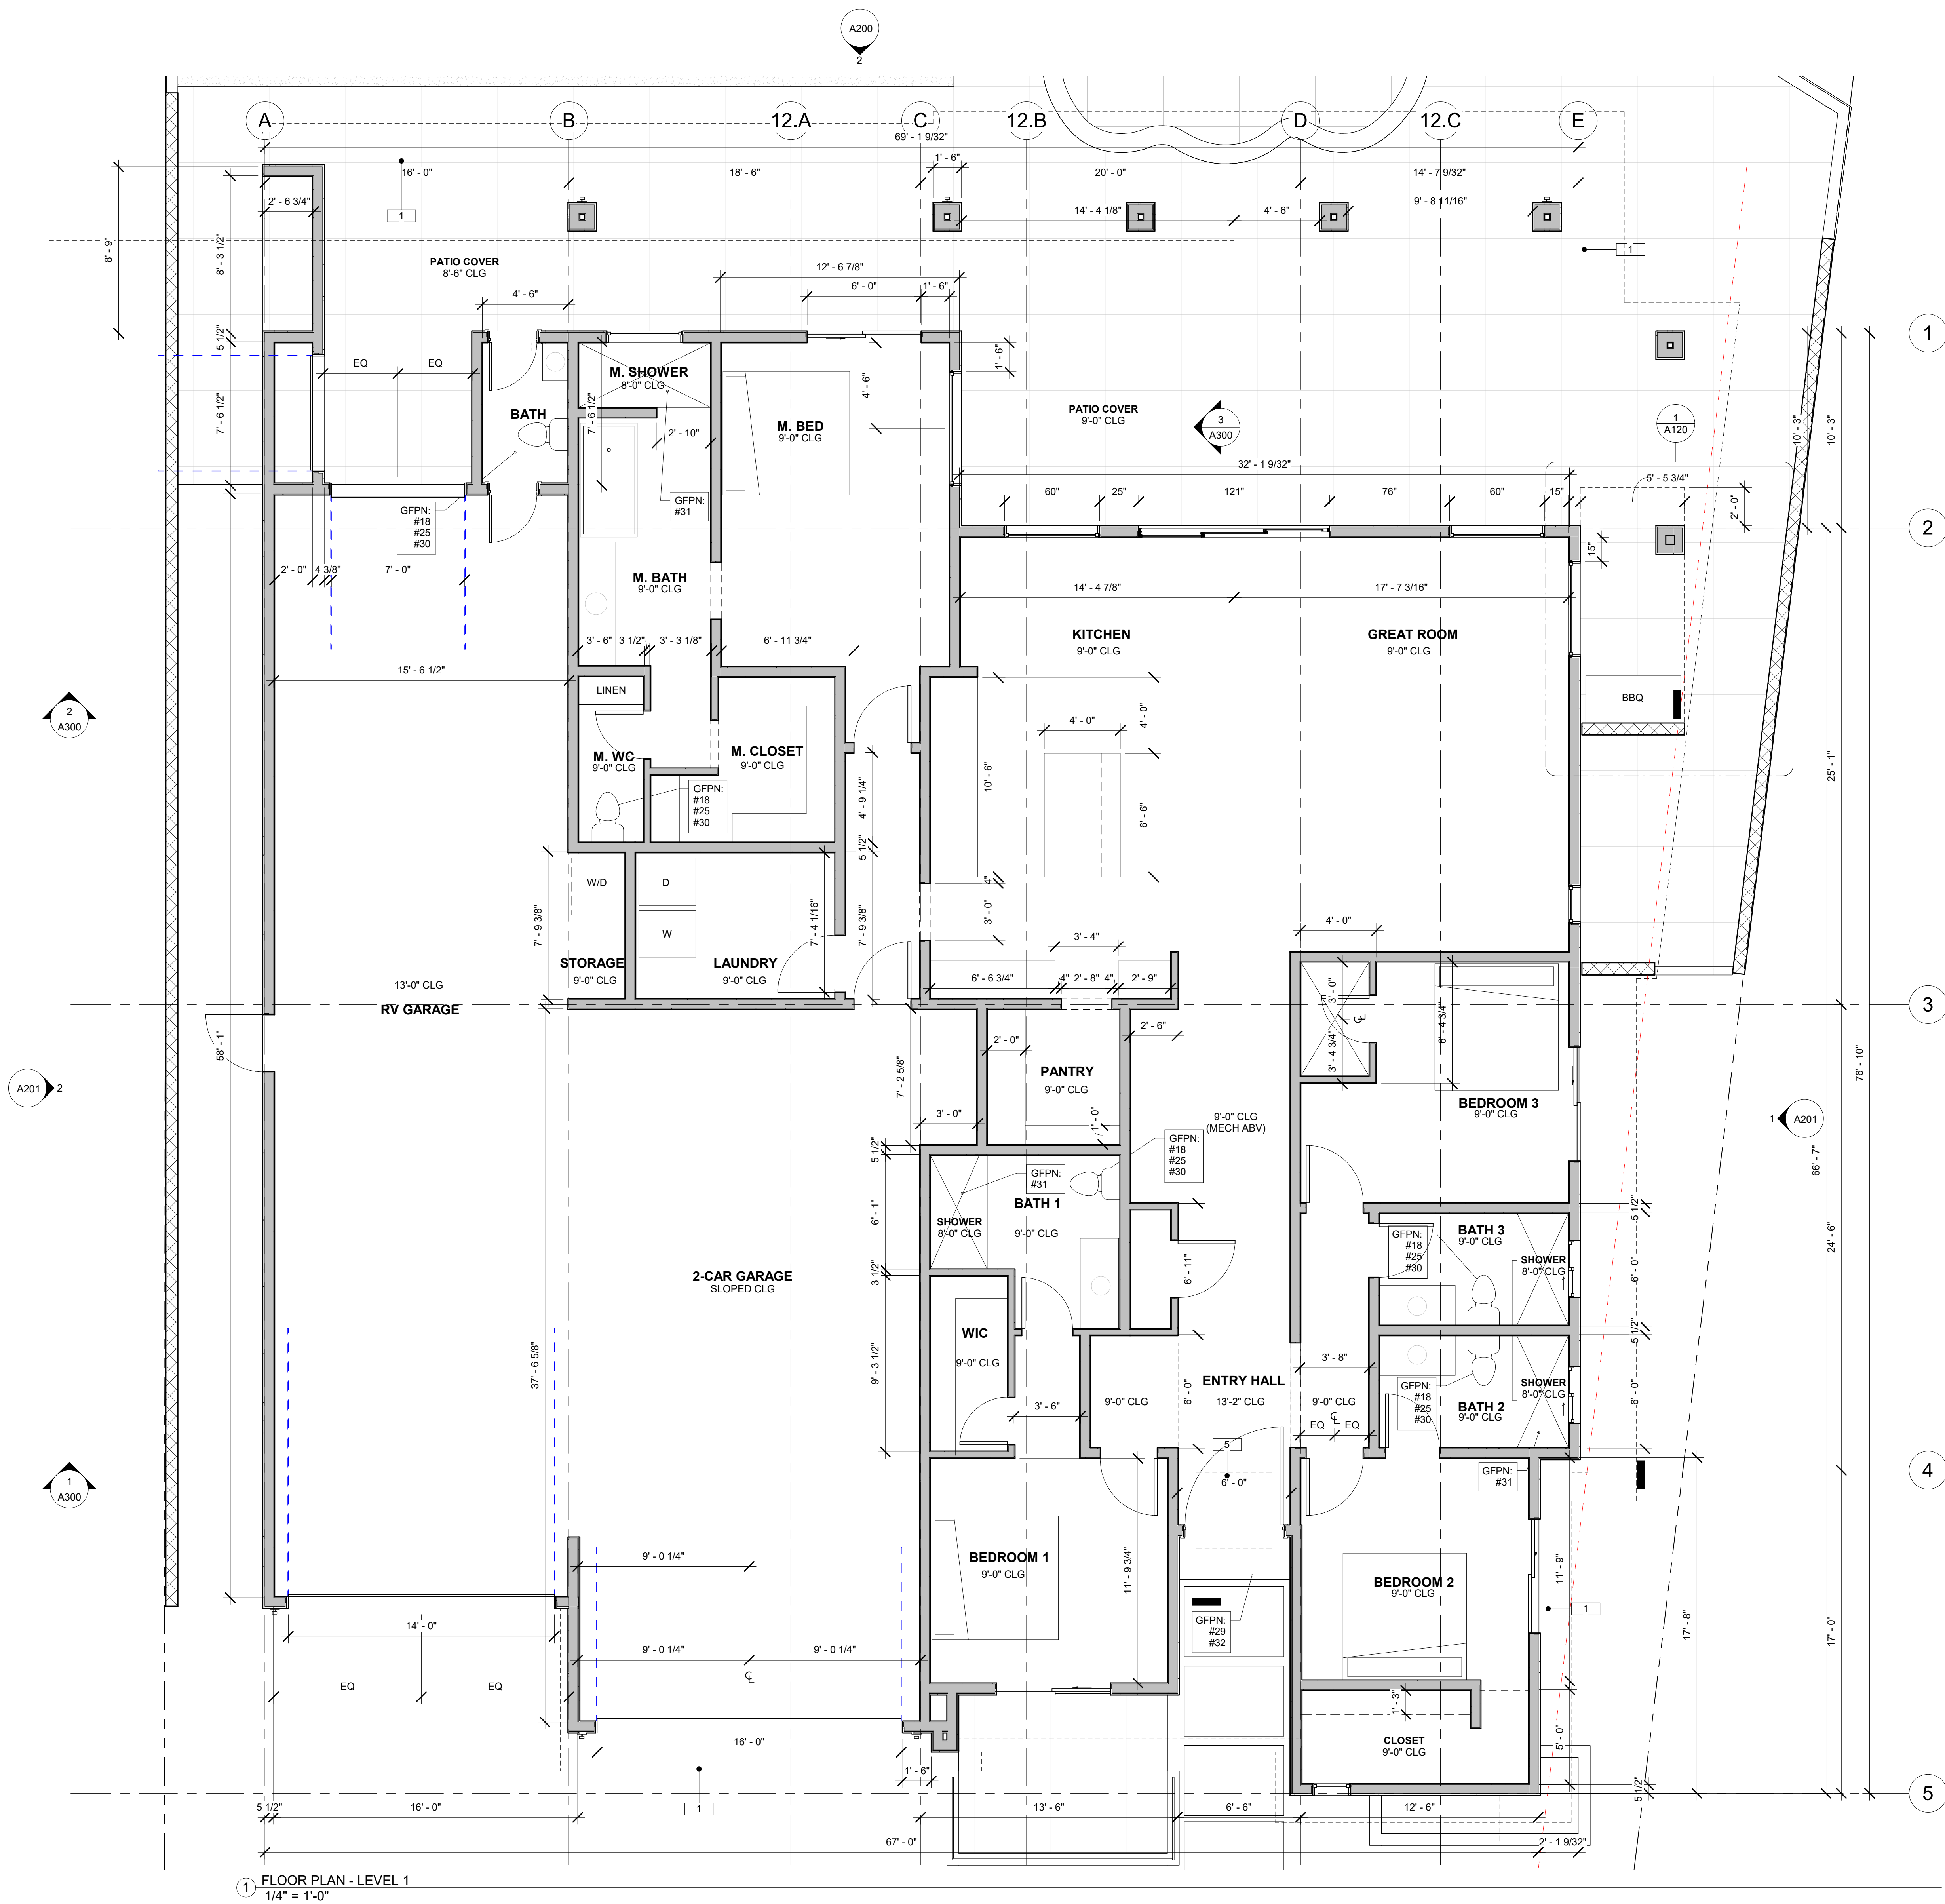 A200
2
A
B
12.A
C
12.B
D
12.C
E
69' - 1 9/32"
1' - 6"
16' - 0"
18' - 6"
20' - 0"
14' - 7 9/32"
2' - 6 3/4"
1
14' - 4 1/8"
4' - 6"
9' - 8 11/16"
8' - 9"
8' - 3 1/2"
1
PATIO COVER
8'-6" CLG
12' - 6 7/8"
4' - 6"
6' - 0"
1' - 6"
5 1/2"
1
EQ
EQ
M. SHOWER
8'-0" CLG
1' - 6"
4' - 6"
7' - 6 1/2"
7' - 6 1/2"
BATH
M. BED
9'-0" CLG
PATIO COVER
9'-0" CLG
3
A300
1
A120
10' - 3"
10' - 3"
2' - 10"
32' - 1 9/32"
5' - 5 3/4"
60"
25"
121"
76"
60"
15"
2' - 0"
GFPN:
#18
#25
#30
GFPN:
#31
2
15"
2' - 0"
4 3/8"
7' - 0"
M. BATH
9'-0" CLG
14' - 4 7/8"
17' - 7 3/16"
3' - 6"
3 1/2"
3' - 3 1/8"
6' - 11 3/4"
KITCHEN
9'-0" CLG
GREAT ROOM
9'-0" CLG
15' - 6 1/2"
LINEN
BBQ
2
A300
4' - 0"
4' - 0"
M. WC
9'-0" CLG
M. CLOSET
9'-0" CLG
10' - 6"
25' - 1"
GFPN:
#18
#25
#30
4' - 9 1/4"
6' - 6"
5 1/2"
W/D
D
4"
W
7' - 9 3/8"
7' - 4 1/16"
7' - 9 3/8"
3' - 0"
4' - 0"
3' - 4"
STORAGE
9'-0" CLG
LAUNDRY
9'-0" CLG
6' - 6 3/4"
4"
2' - 8"
4"
2' - 9"
13'-0" CLG
RV GARAGE
3' - 0"
3
58' - 1"
2' - 0"
2' - 6"
3' - 4 3/4"
6' - 4 3/4"
76' - 10"
A201
2
7' - 2 5/8"
PANTRY
9'-0" CLG
BEDROOM 3
9'-0" CLG
3' - 0"
1' - 0"
9'-0" CLG
(MECH ABV)
1
A201
5 1/2"
GFPN:
#18
#25
#30
66' - 7"
GFPN:
#31
BATH 1
9'-0" CLG
6' - 1"
SHOWER
8'-0" CLG
5 1/2"
GFPN:
#18
#25
#30
BATH 3
9'-0" CLG
24' - 6"
SHOWER
8'-0" CLG
6' - 0"
3 1/2"
6' - 11"
2-CAR GARAGE
SLOPED CLG
WIC
9'-0" CLG
9' - 3 1/2"
37' - 6 5/8"
5 1/2"
3' - 8"
ENTRY HALL
13'-2" CLG
9'-0" CLG
9'-0" CLG
3' - 6"
6' - 0"
EQ
EQ
GFPN:
#18
#25
#30
SHOWER
8'-0" CLG
BATH 2
9'-0" CLG
6' - 0"
5
6' - 0"
GFPN:
#31
1
A300
4
9' - 0 1/4"
BEDROOM 1
9'-0" CLG
11' - 9 3/4"
BEDROOM 2
9'-0" CLG
11' - 9"
1
GFPN:
#29
#32
17' - 8"
17' - 0"
14' - 0"
9' - 0 1/4"
9' - 0 1/4"
EQ
EQ
1' - 3"
16' - 0"
CLOSET
9'-0" CLG
5' - 0"
1' - 6"
1
5 1/2"
5
5 1/2"
16' - 0"
13' - 6"
6' - 6"
12' - 6"
67' - 0"
2' - 1 9/32"
1
FLOOR PLAN - LEVEL 1
1/4" = 1'-0"